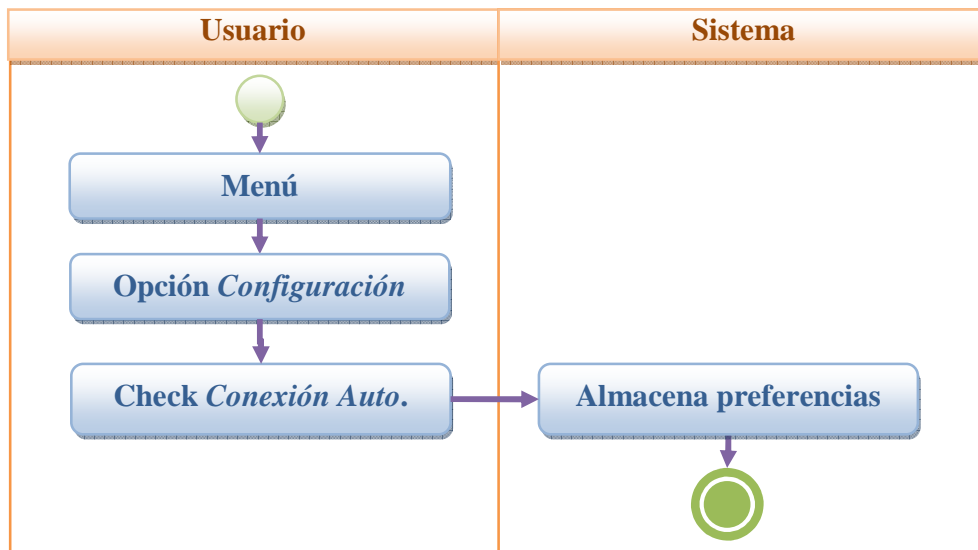 Usuario
Sistema
Menú
Opción Configuración
Check Conexión Auto.
Almacena preferencias